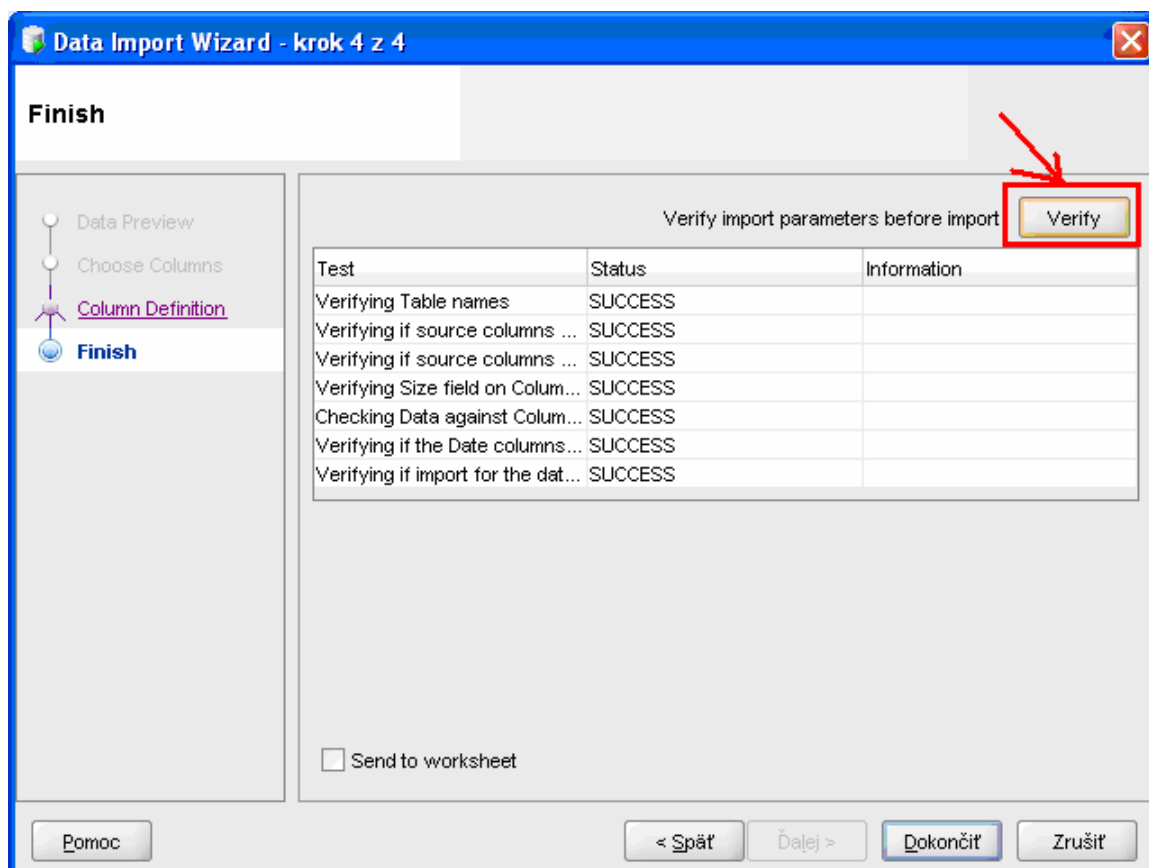 Data Import Wizard - krok 4 z 4
Finish
Data Preview
Choose Columns
Column Definition
Finish
Verify import parameters before import
Verify
Test Status Information
Verifying Table names SUCCESS
Verifying if source columns ... SUCCESS
Verifying if source columns ... SUCCESS
Verifying Size field on Colum... SUCCESS
Checking Data against Colum... SUCCESS
Verifying if the Date columns... SUCCESS
Verifying if import for the dat... SUCCESS
Send to worksheet
Pomoc
< Späť
Ďalej >
Dokončiť
Zrušiť